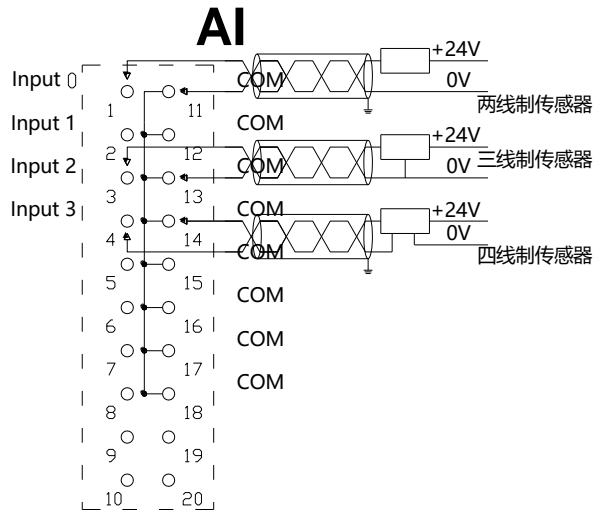 AI
+24V
Input 0
COM
0V
1
11
两线制传感器
Input 1
COM
+24V
2
12
三线制传感器
Input 2
COM
0V
3
13
Input 3
COM
+24V
4
14
0V
COM
四线制传感器
5
15
COM
6
16
COM
7
17
COM
8
18
9
19
10
20